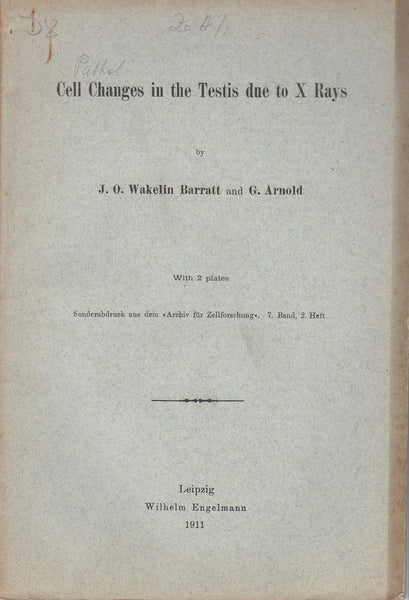 Pathol
Cell Changes in the Testis due to X Rays
by
J. O. Wakelin Barratt and G. Arnold
With 2 plates
Sonderabdruck aus dem »Archiv für Zellforschung«. 7. Band, 2. Heft
Leipzig
Wilhelm Engelmann
1911